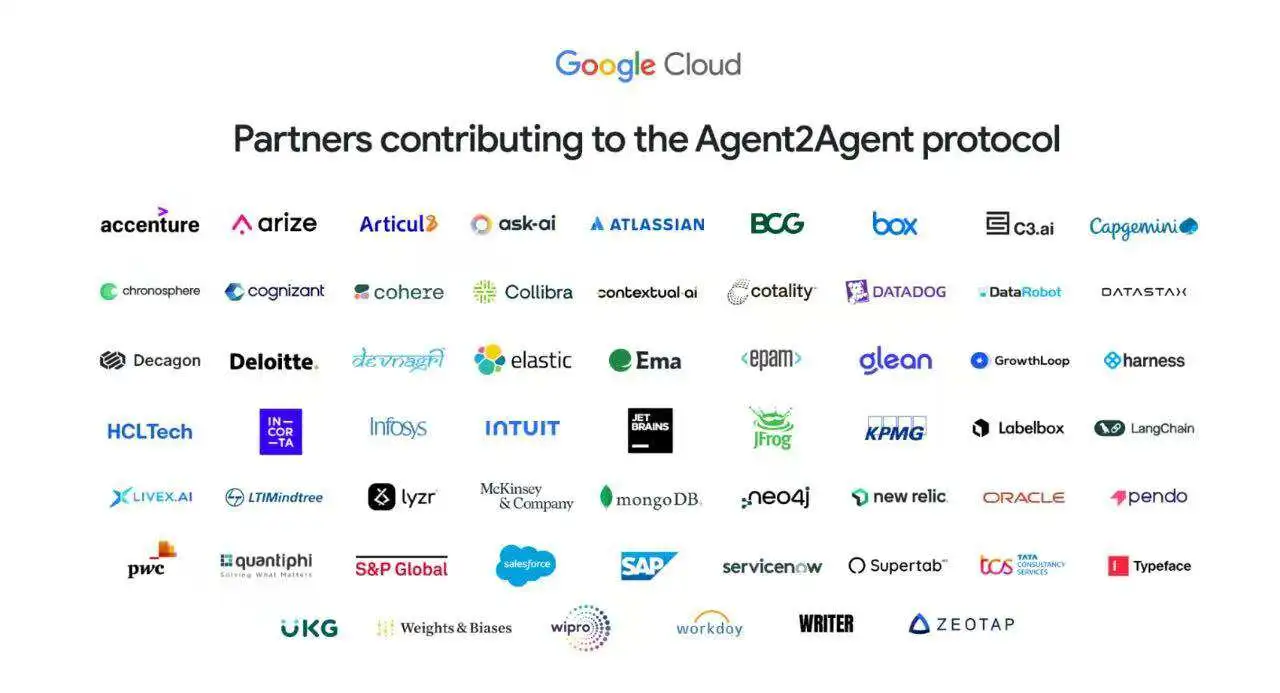 Google Cloud
Partners contributing to the Agent2Agent protocol
accenture arize Articul8 ask-ai ATLASSIAN BCG box C3.ai Capgemini
chronosphere cognizant cohere Collibra contextual ai cotality DATADOG DataRobot DATASTAX
Decagon Deloitte. देवनागरी elastic Ema <epam> glean GrowthLoop harness
HCLTech IN—COR—TA Infosys INTUIT JET BRAINS JFrog KPMG Labelbox LangChain
LIVEX.AI LTIMindtree lyzr McKinsey & Company mongoDB. neo4j new relic. ORACLE pendo
pwc quantiphi Solving What Matters S&P Global salesforce SAP servicenow Supertab tcs TATA CONSULTANCY SERVICES Typeface
UKG Weights & Biases wipro workday WRITER ZEOTAP